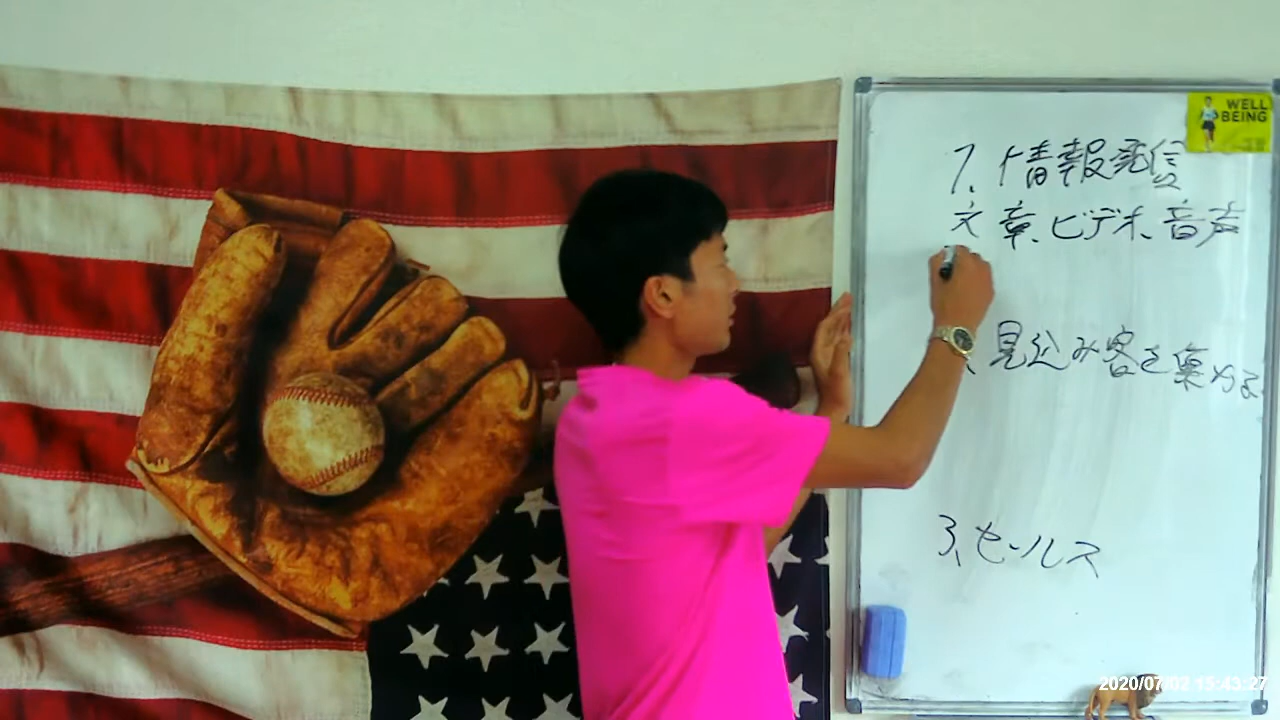 WELL
BEING
1、情報発信
文章、ビデオ、音声
見込み客を集める
3、セールス
2020/07/02 15:43:27